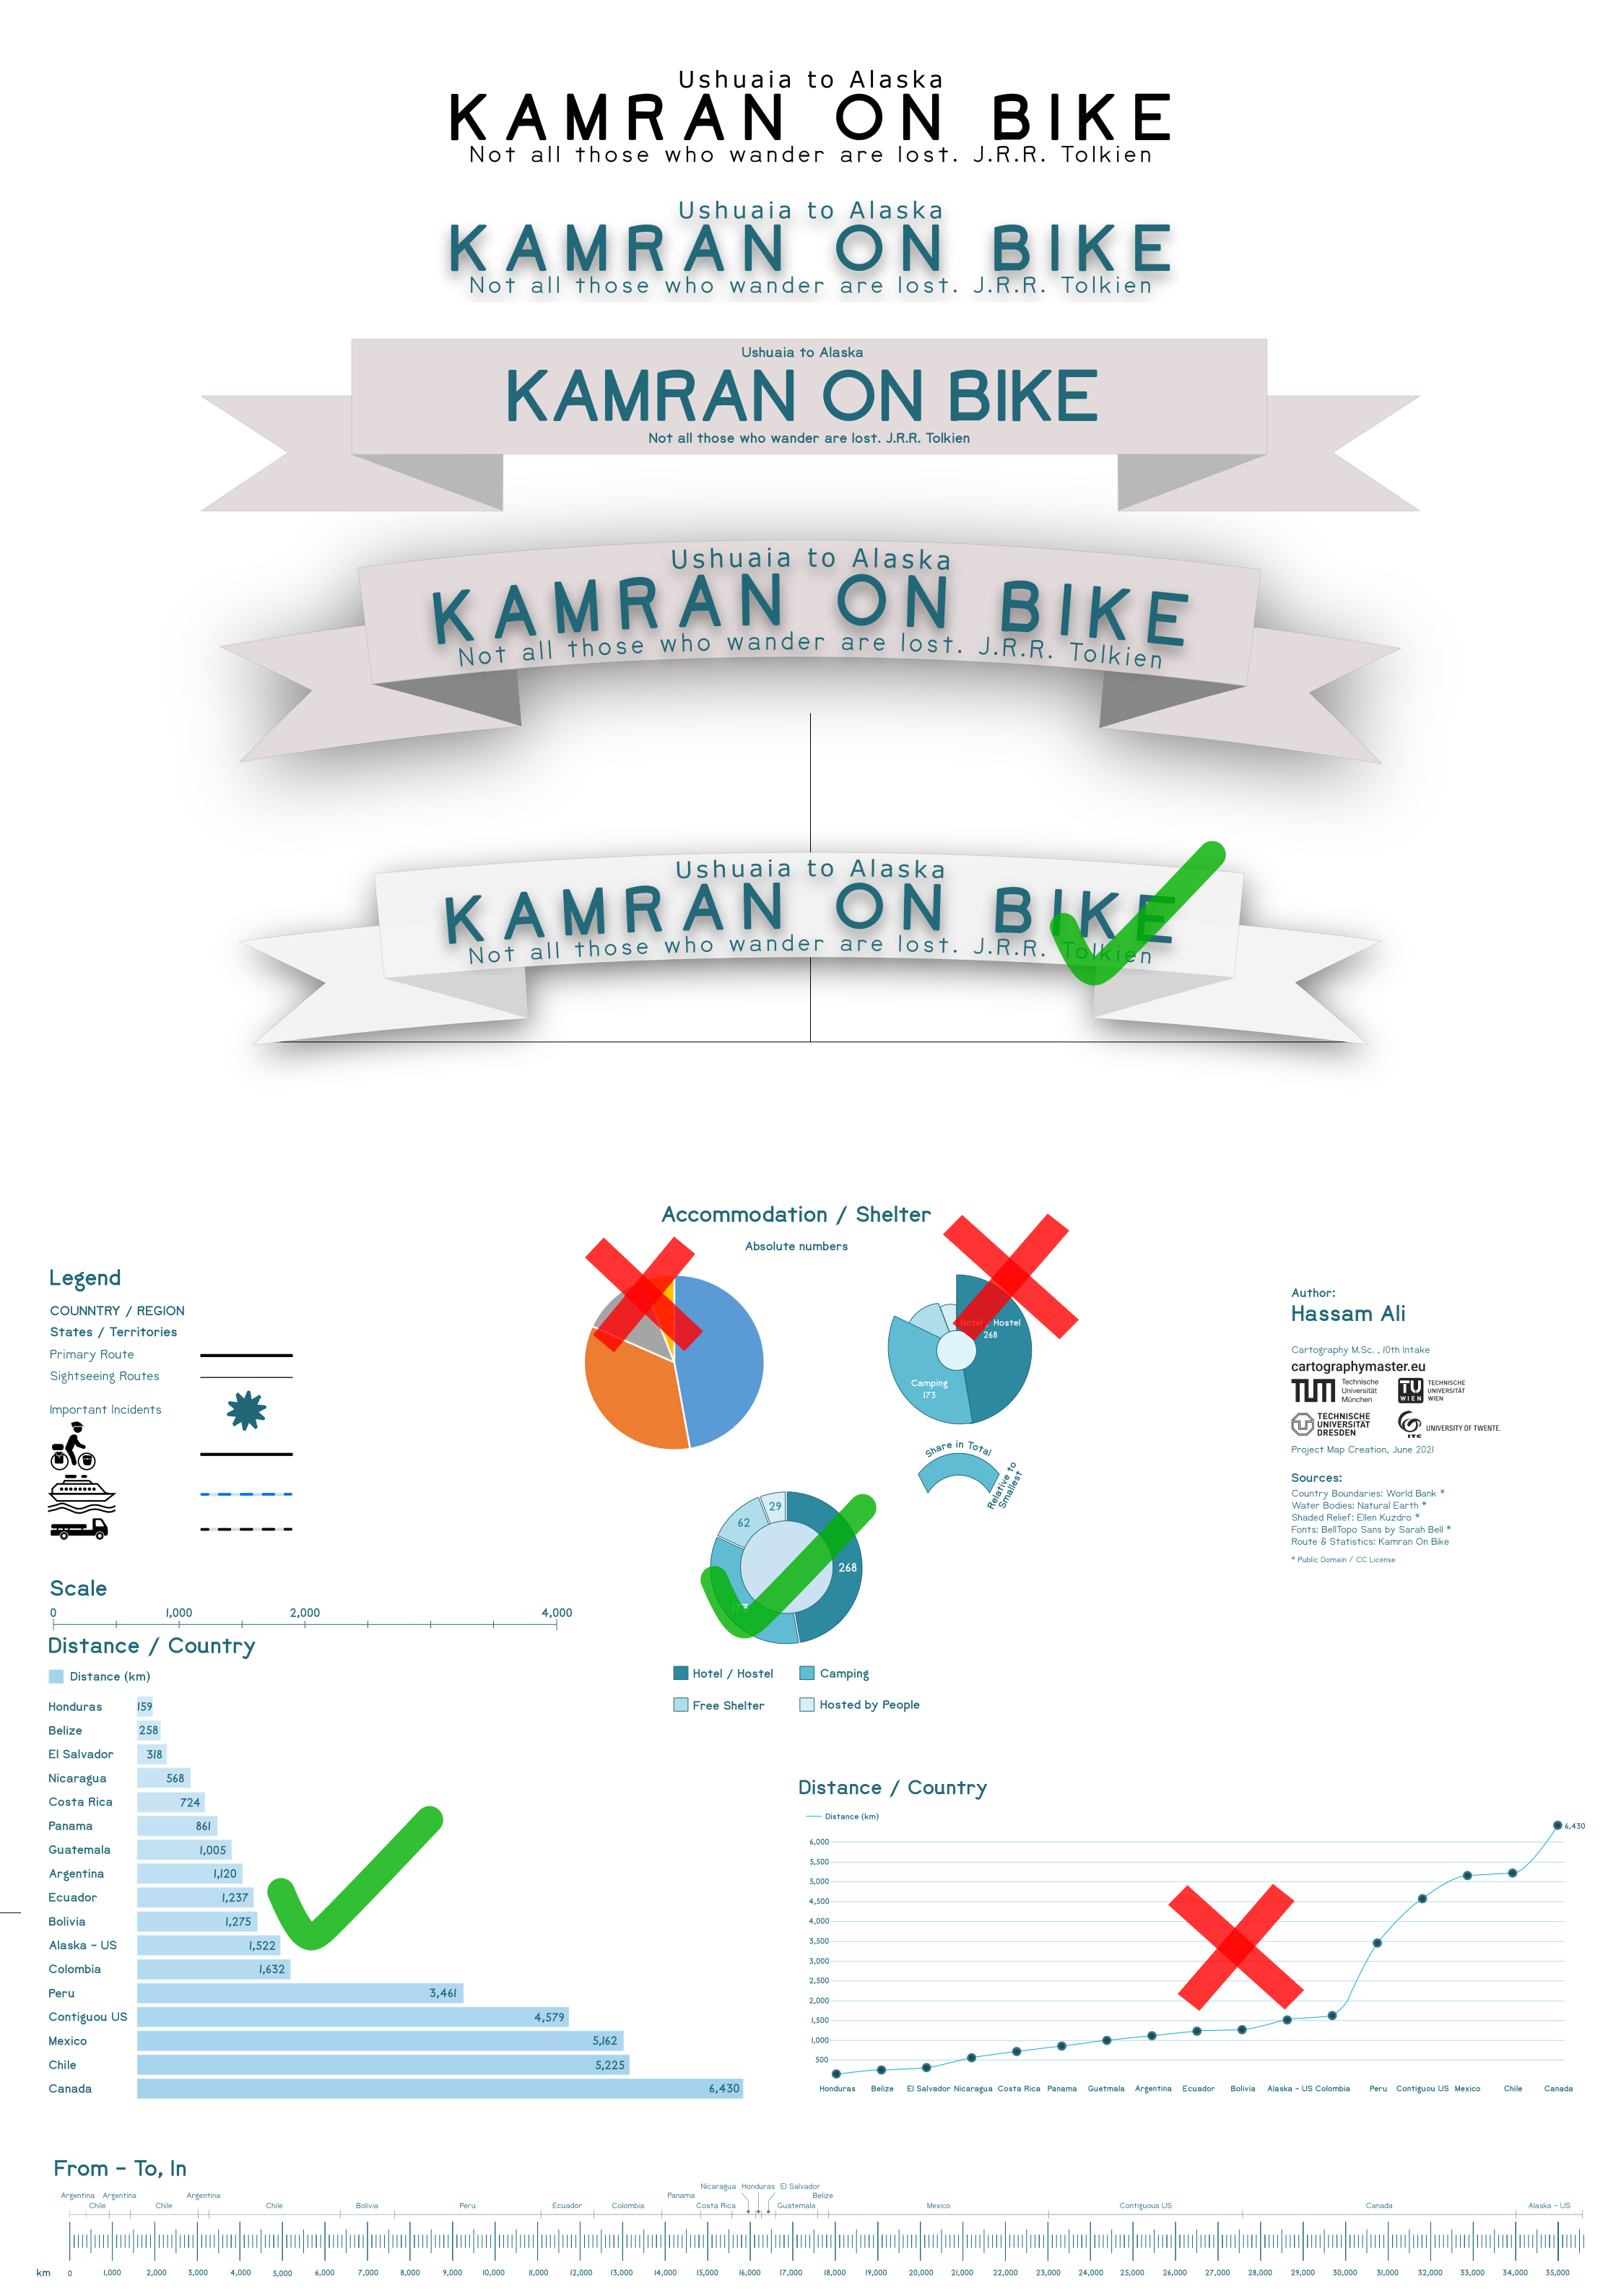 Ushuaia to Alaska
KAMRAN ON BIKE
Not all those who wander are lost. J.R.R. Tolkien
Ushuaia to Alaska
KAMRAN ON BIKE
Not all those who wander are lost. J.R.R. Tolkien
Ushuaia to Alaska
KAMRAN ON BIKE
Not all those who wander are lost. J.R.R. Tolkien
Ushuaia to Alaska
KAMRAN ON BIKE
Not all those who wander are lost. J.R.R. Tolkien
Ushuaia to Alaska
KAMRAN ON BIKE
Not all those who wander are lost. J.R.R. Tolkien
Legend
COUNNTRY / REGION
States / Territories
Primary Route
Sightseeing Routes
Important Incidents
Scale
0 1,000 2,000 4,000
Accommodation / Shelter
Absolute numbers
Hotel / Hostel
268
Camping
173
Share in Total
Relative to
Smallest
29
62
268
173
Hotel / Hostel
Camping
Free Shelter
Hosted by People
Author:
Hassam Ali
Cartography M.Sc. , 10th Intake
cartographymaster.eu
TUM Technische
Universität
München
TU
WIEN
TECHNISCHE
UNIVERSITÄT
WIEN
TECHNISCHE
UNIVERSITÄT
DRESDEN
ITC
UNIVERSITY OF TWENTE.
Project Map Creation, June 2021
Sources:
Country Boundaries: World Bank *
Water Bodies: Natural Earth *
Shaded Relief: Ellen Kuzdro *
Fonts: BellTopo Sans by Sarah Bell *
Route & Statistics: Kamran On Bike
* Public Domain / CC License
Distance / Country
Distance (km)
Honduras 159
Belize 258
El Salvador 318
Nicaragua 568
Costa Rica 724
Panama 861
Guatemala 1,005
Argentina 1,120
Ecuador 1,237
Bolivia 1,275
Alaska - US 1,522
Colombia 1,632
Peru 3,461
Contiguou US 4,579
Mexico 5,162
Chile 5,225
Canada 6,430
Distance / Country
Distance (km)
6,430
6,000
5,500
5,000
4,500
4,000
3,500
3,000
2,500
2,000
1,500
1,000
500
Honduras Belize El Salvador Nicaragua Costa Rica Panama Guetmala Argentina Ecuador Bolivia Alaska - US Colombia Peru Contiguou US Mexico Chile Canada
From - To, In
Nicaragua Honduras El Salvador
Argentina Argentina Argentina Panama Belize
Chile Chile Chile Bolivia Peru Ecuador Colombia Costa Rica Guatemala Mexico Contiguous US Canada Alaska - US
km 0 1,000 2,000 3,000 4,000 5,000 6,000 7,000 8,000 9,000 10,000 11,000 12,000 13,000 14,000 15,000 16,000 17,000 18,000 19,000 20,000 21,000 22,000 23,000 24,000 25,000 26,000 27,000 28,000 29,000 30,000 31,000 32,000 33,000 34,000 35,000